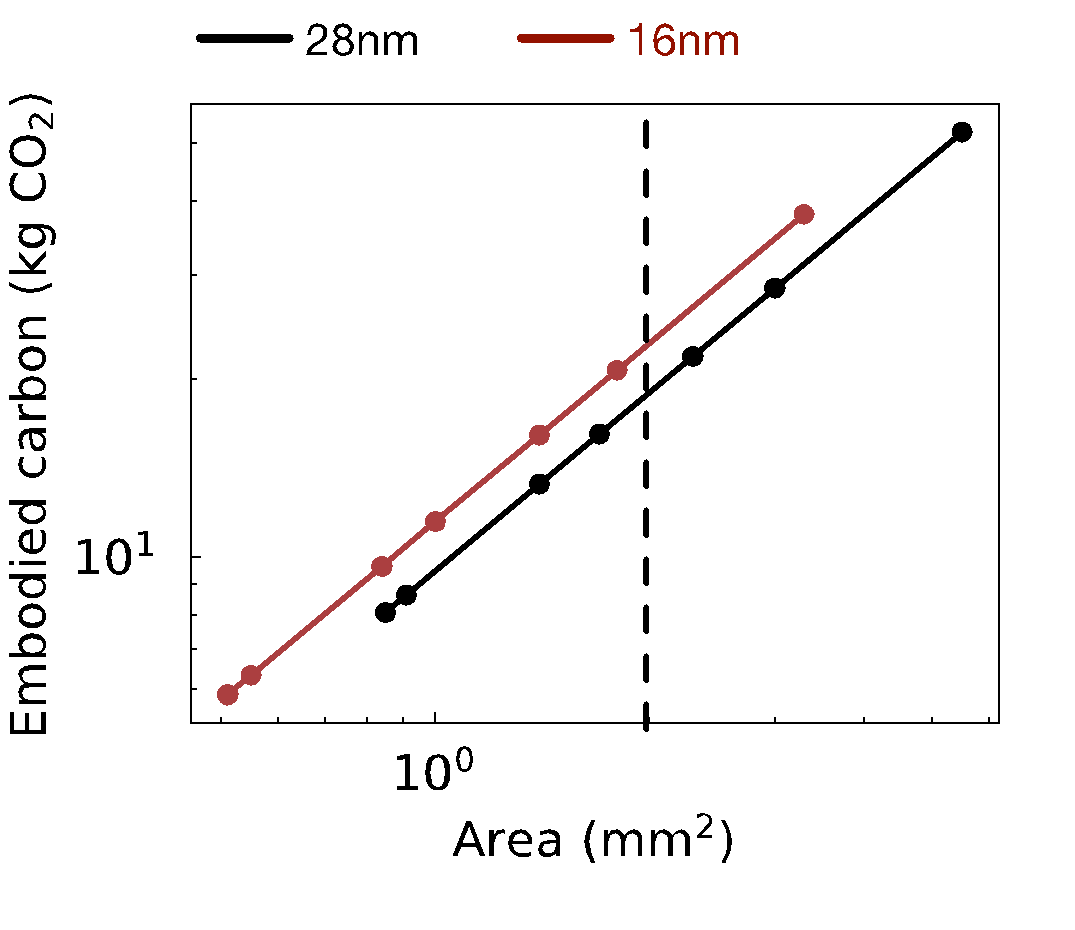 28nm 16nm
Embodied carbon (kg CO₂)
10¹
10⁰
Area (mm²)